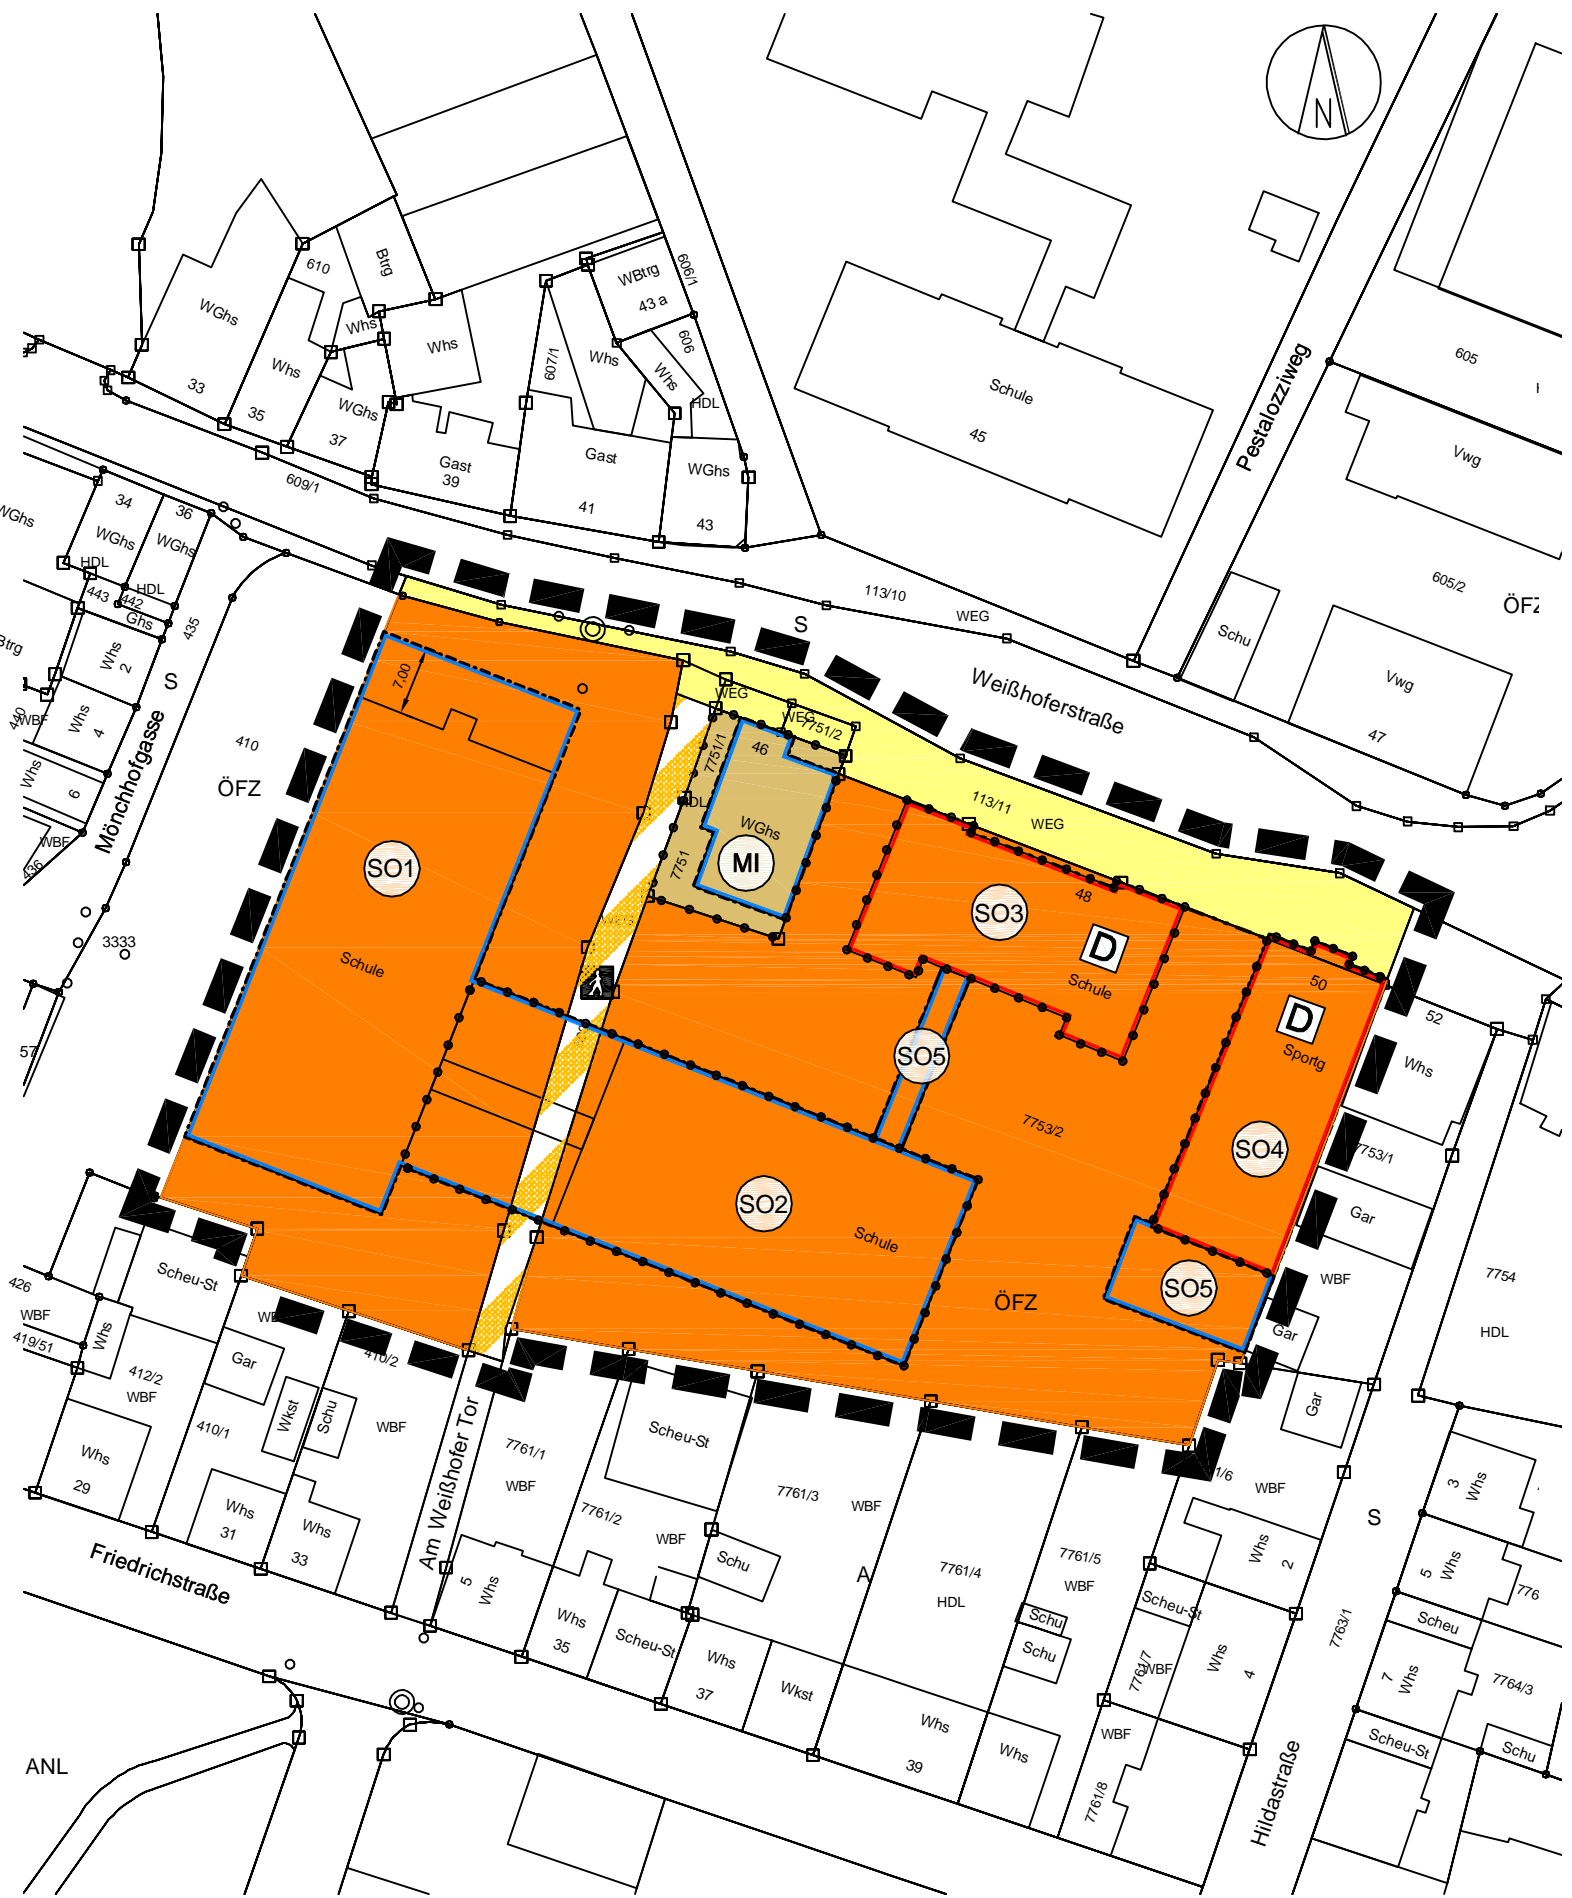 N
610
Btrg
WGhs
Whs
Whs
33
35
WGhs
37
Whs
607/1
Whs
WBtrg
43 a
606/1
606
Whs
HDL
Gast
39
Gast
41
WGhs
43
609/1
Schule
45
Pestalozziweg
605
Vwg
605/2
Schu
Vwg
47
34
36
WGhs
WGhs
WGhs
HDL
HDL
443
442
Ghs
435
Btrg
Whs
2
440
WBF
Whs
4
S
Mönchhofgasse
Whs
6
WBF
436
410
ÖFZ
3333
57
113/10
WEG
S
Weißhoferstraße
7,00
WEG
WEG
7751/2
7751/1
46
HDL
WGhs
7751
MI
113/11
WEG
SO1
Schule
SO3
48
D
Schule
50
D
Sportg
SO5
7753/2
SO4
SO2
Schule
SO5
ÖFZ
52
Whs
7753/1
Gar
WBF
Gar
Gar
7754
HDL
426
WBF
419/51
Whs
Scheu-St
412/2
WBF
Gar
410/2
Wkst
Schu
WBF
410/1
Whs
29
Whs
31
Whs
33
Friedrichstraße
Am Weißhofer Tor
7761/1
WBF
5
Whs
Scheu-St
7761/2
WBF
Schu
Whs
35
Scheu-St
Whs
37
Wkst
7761/3
WBF
A
7761/4
HDL
7761/5
WBF
Schu
Schu
Whs
39
Whs
1/6
WBF
Whs
2
Scheu-St
7761/7
WBF
Whs
4
WBF
7761/8
S
7763/1
Hildastraße
3
Whs
5
Whs
776
Scheu
7
Whs
7764/3
Scheu-St
Schu
ANL